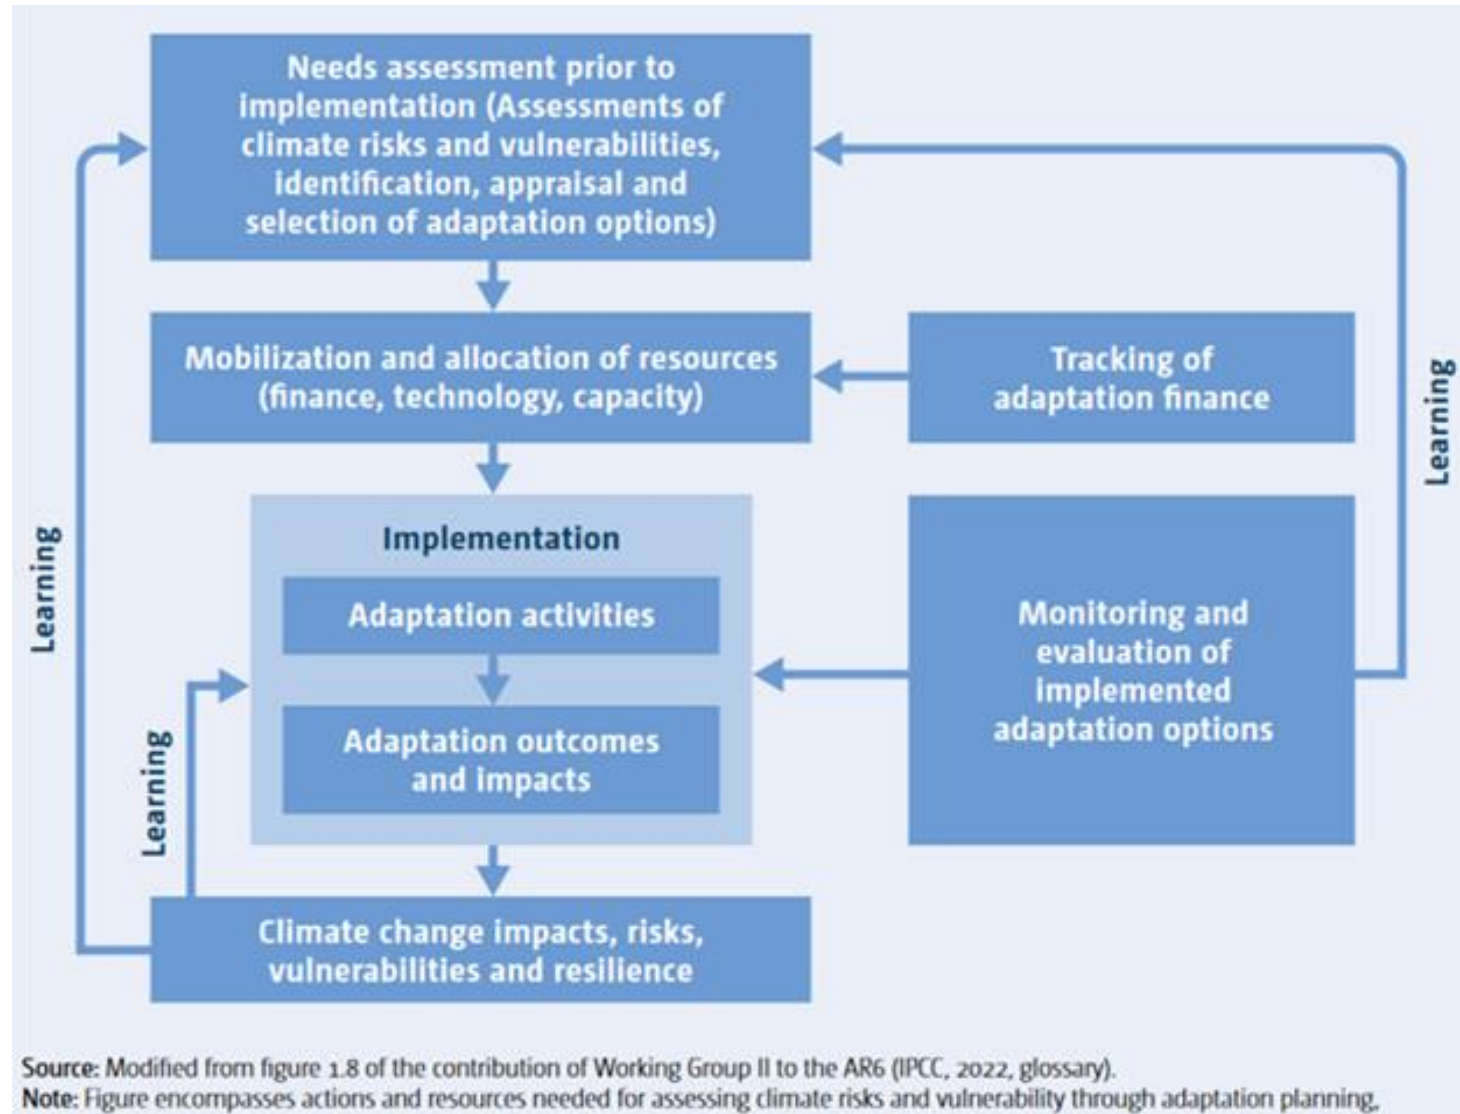 Needs assessment prior to
implementation (Assessments of
climate risks and vulnerabilities,
identification, appraisal and
selection of adaptation options)
Mobilization and allocation of resources
(finance, technology, capacity)
Tracking of
adaptation finance
Learning
Implementation
Adaptation activities
Adaptation outcomes
and impacts
Monitoring and
evaluation of
implemented
adaptation options
Learning
Learning
Climate change impacts, risks,
vulnerabilities and resilience
Source: Modified from figure 1.8 of the contribution of Working Group II to the AR6 (IPCC, 2022, glossary).
Note: Figure encompasses actions and resources needed for assessing climate risks and vulnerability through adaptation planning,